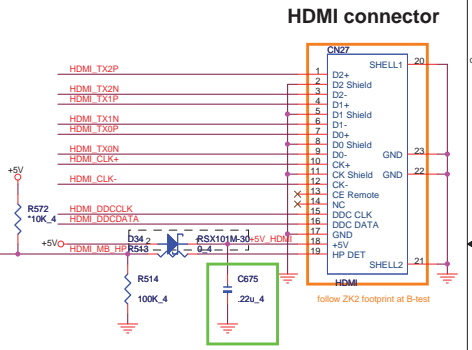 HDMI connector
CN27
SHELL1 20
HDMI_TX2P 1 D2+
2 D2 Shield
HDMI_TX2N 3 D2-
HDMI_TX1P 4 D1+
5 D1 Shield
HDMI_TX1N 6 D1-
HDMI_TX0P 7 D0+
8 D0 Shield
HDMI_TX0N 9 D0- GND 23
HDMI_CLK+ 10 CK+
11 CK Shield GND 22
HDMI_CLK- 12 CK-
13 CE Remote
14 NC
HDMI_DDCCLK 15 DDC CLK
HDMI_DDCDATA 16 DDC DATA
17 GND
+5V D34 2 1 RSX101M-30 +5V_HDMI 18 +5V
HDMI_MB_HP R513 0_4 19 HP DET
SHELL2 21
HDMI
+5V
R572
*10K_4
R514
100K_4
C675
.22u_4
follow ZK2 footprint at B-test